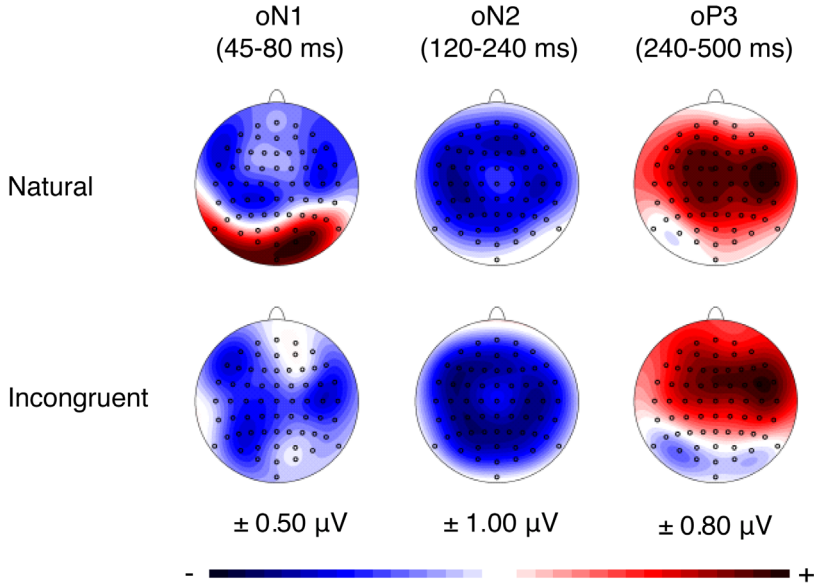 oN1 oN2 oP3
(45-80 ms) (120-240 ms) (240-500 ms)
Natural
Incongruent
± 0.50 μV ± 1.00 μV ± 0.80 μV
- +